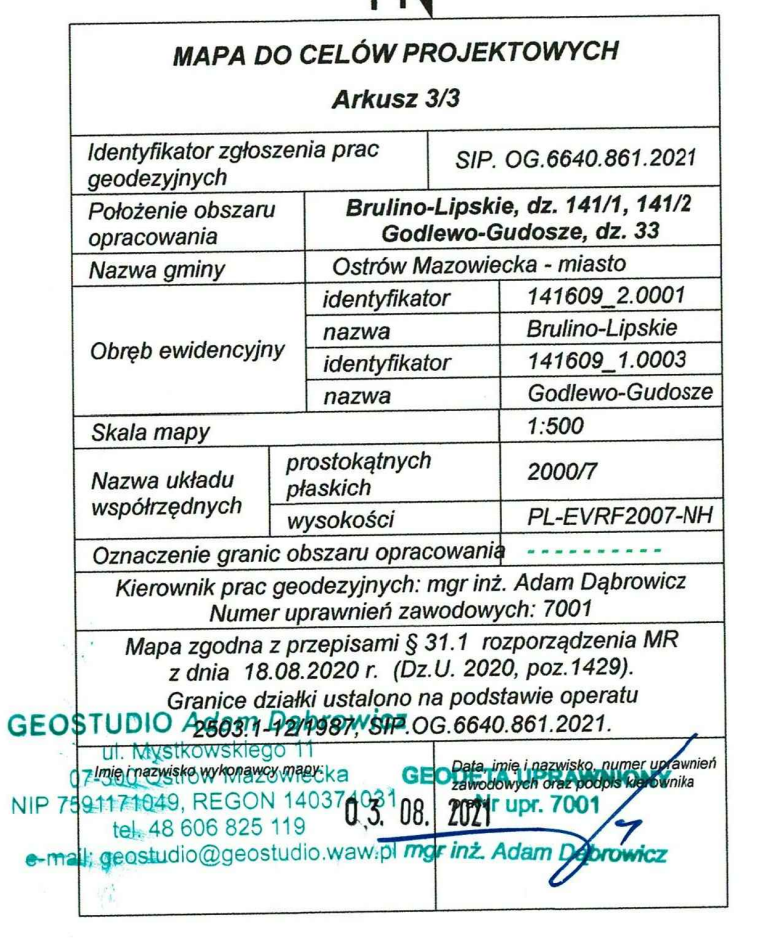 MAPA DO CELÓW PROJEKTOWYCH
Arkusz 3/3
Identyfikator zgłoszenia prac geodezyjnych
SIP. OG.6640.861.2021
Położenie obszaru opracowania
Brulino-Lipskie, dz. 141/1, 141/2
Godlewo-Gudosze, dz. 33
Nazwa gminy
Ostrów Mazowiecka - miasto
Obręb ewidencyjny
identyfikator
141609_2.0001
nazwa
Brulino-Lipskie
identyfikator
141609_1.0003
nazwa
Godlewo-Gudosze
Skala mapy
1:500
Nazwa układu współrzędnych
prostokątnych płaskich
2000/7
wysokości
PL-EVRF2007-NH
Oznaczenie granic obszaru opracowania
Kierownik prac geodezyjnych: mgr inż. Adam Dąbrowicz
Numer uprawnień zawodowych: 7001
Mapa zgodna z przepisami § 31.1 rozporządzenia MR
z dnia 18.08.2020 r. (Dz.U. 2020, poz.1429).
Granice działki ustalono na podstawie operatu
2503.1-12/1987, SIP.OG.6640.861.2021.
GEOSTUDIO Adam Dąbrowicz
ul. Mystkowskiego 11
07-300 Ostrów Mazowiecka
NIP 7591171049, REGON 140374031
tel. 48 606 825 119
e-mail: geostudio@geostudio.waw.pl
Imię i nazwisko wykonawcy mapy:
03. 08. 2021
Data, imię i nazwisko, numer uprawnień
zawodowych oraz podpis kierownika
GEODETA UPRAWNIONY
Nr upr. 7001
mgr inż. Adam Dąbrowicz